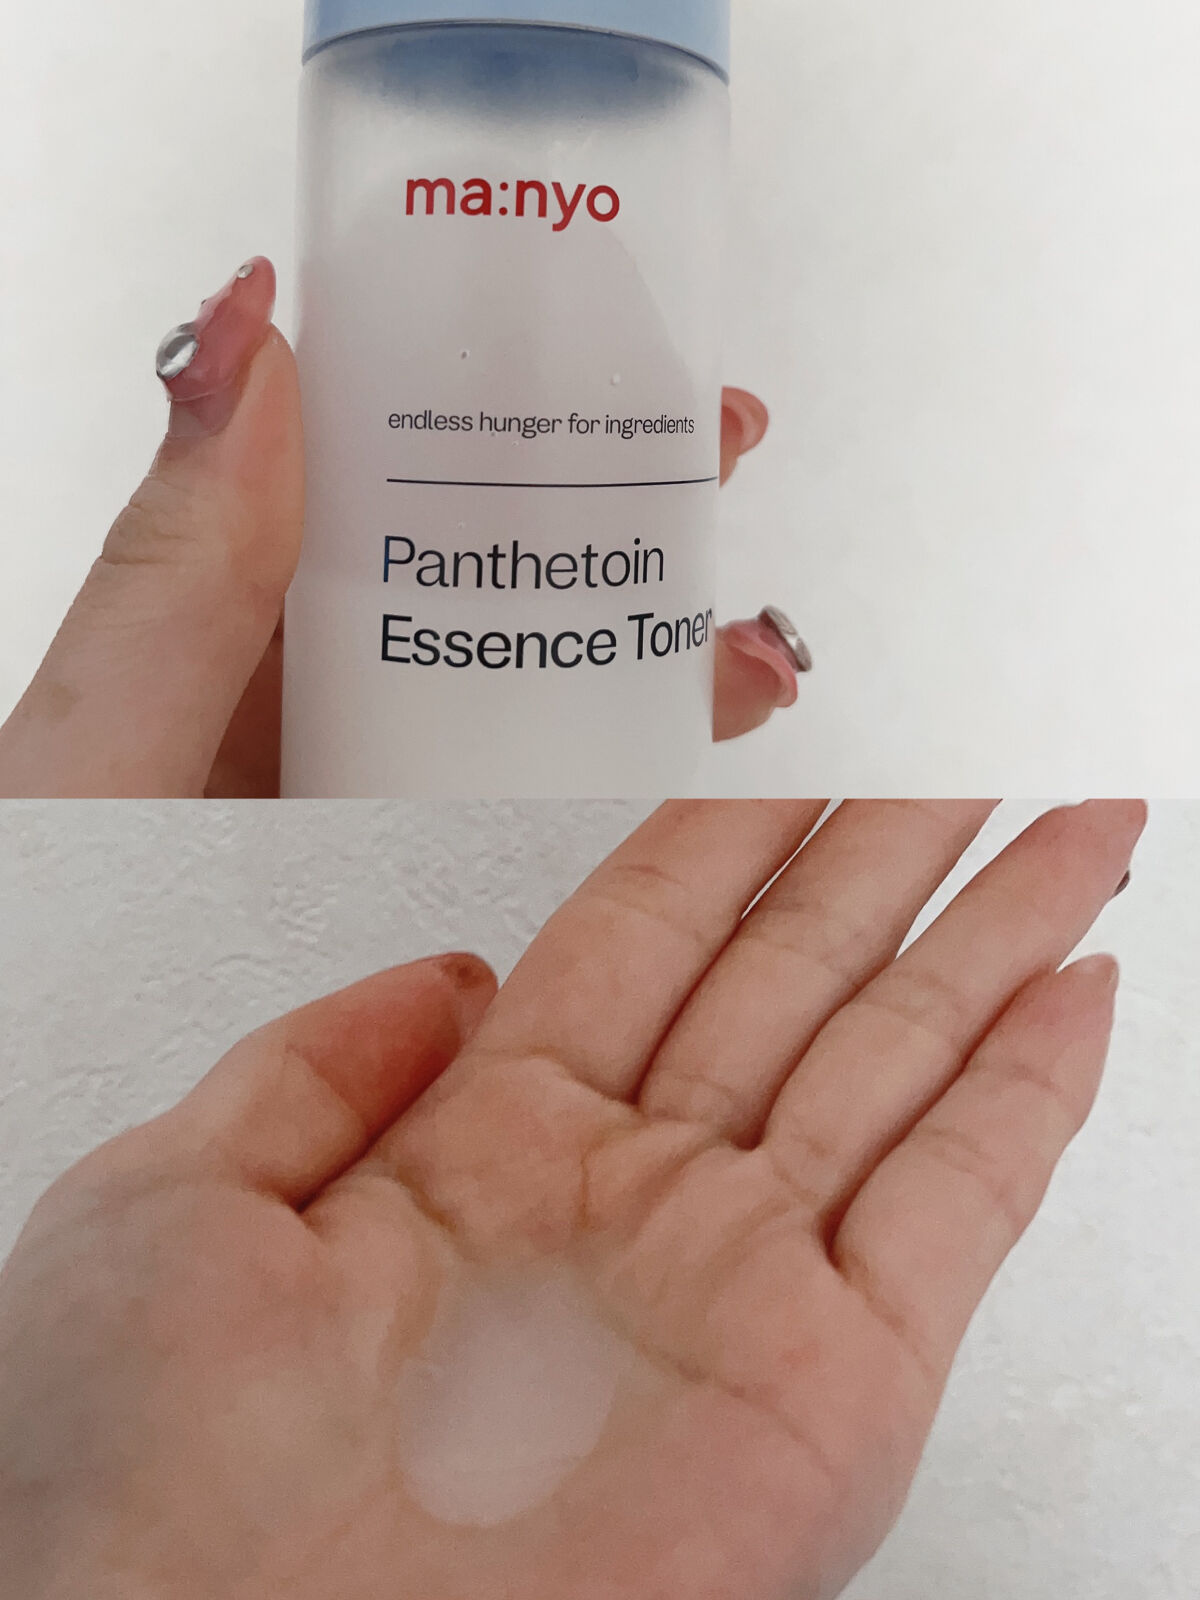 ma:nyo
endless hunger for ingredients
Panthetoin
Essence Toner